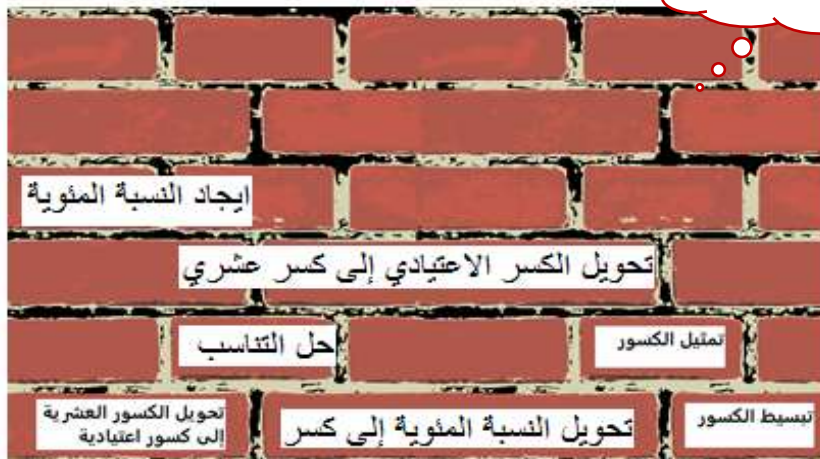 ايجاد النسبة المئوية
تحويل الكسر الاعتيادي إلى كسر عشري
تمثيل الكسور
حل التناسب
تبسيط الكسور
تحويل النسبة المئوية إلى كسر
تحويل الكسور العشرية
إلى كسور اعتيادية